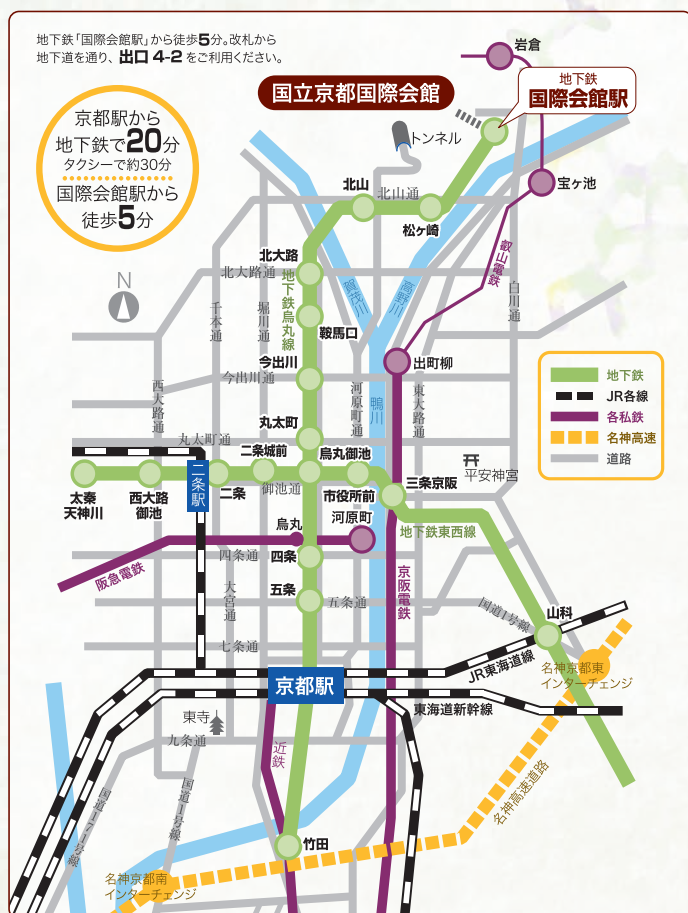 地下鉄「国際会館駅」から徒歩5分。改札から
地下道を通り、出口 4-2 をご利用ください。
京都駅から
地下鉄で20分
タクシーで約30分
国際会館駅から
徒歩5分
国立京都国際会館
地下鉄
国際会館駅
岩倉
トンネル
宝ヶ池
北山
北山通
松ヶ崎
叡山電鉄
N
北大路
北大路通
地下鉄烏丸線
賀茂川
高野川
白川通
千本通
堀川通
鞍馬口
今出川
今出川通
出町柳
西大路通
河原町通
鴨川
東大路通
地下鉄
JR各線
各私鉄
名神高速
道路
丸太町
丸太町通
二条城前
烏丸御池
平安神宮
太秦
天神川
西大路
御池
二条駅
二条
御池通
市役所前
三条京阪
河原町
烏丸
地下鉄東西線
阪急電鉄
四条通
四条
大宮通
京阪電鉄
五条
五条通
国道1号線
山科
七条通
JR東海道線
名神京都東
インターチェンジ
京都駅
東海道新幹線
東寺
九条通
近鉄
国道171号線
国道1号線
名神高速道路
竹田
名神京都南
インターチェンジ